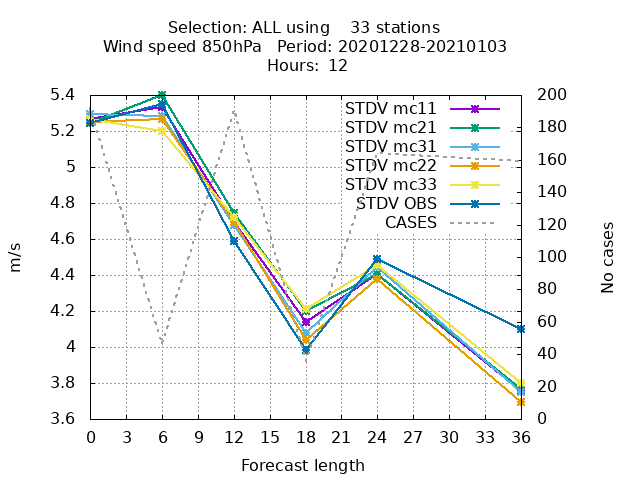 Selection: ALL using    33 stations
Wind speed 850hPa   Period: 20201228-20210103
Hours:  12
5.4
5.2
5
4.8
4.6
4.4
4.2
4
3.8
3.6
m/s
STDV mc11
STDV mc21
STDV mc31
STDV mc22
STDV mc33
STDV OBS
CASES
200
180
160
140
120
100
80
60
40
20
0
No cases
0 3 6 9 12 15 18 21 24 27 30 33 36
Forecast length